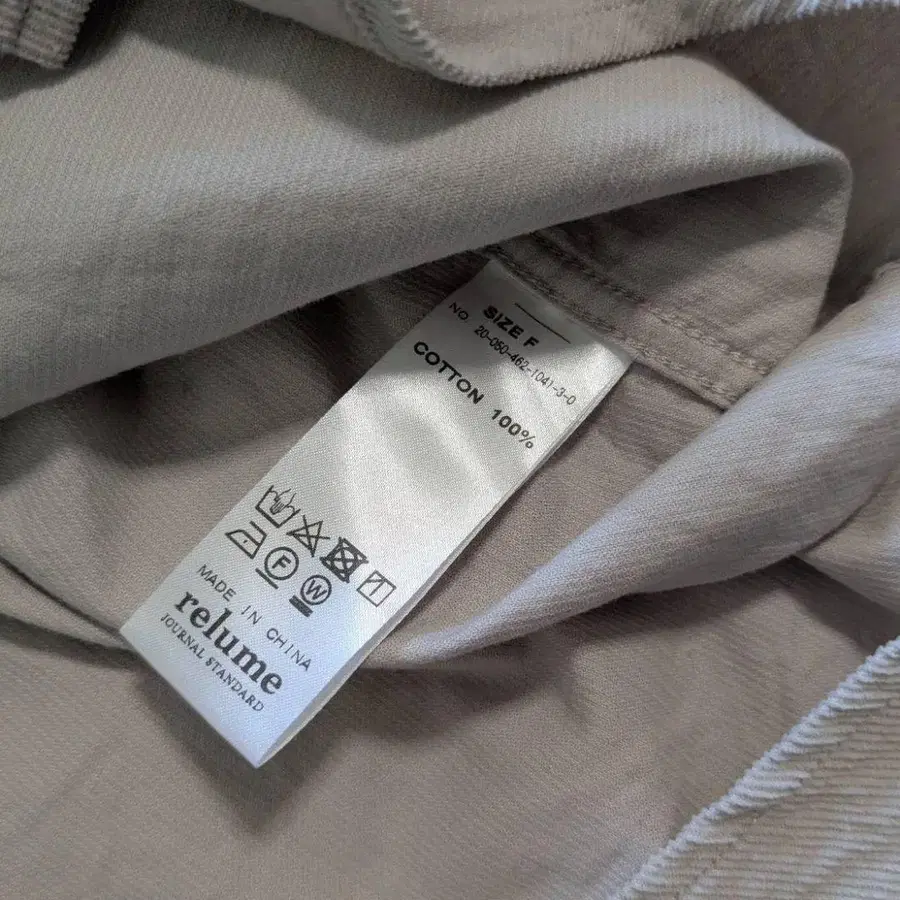 SIZE F
NO. 20-050-462-1041-3-0
COTTON 100%
F
W
MADE IN CHINA
relume
JOURNAL STANDARD